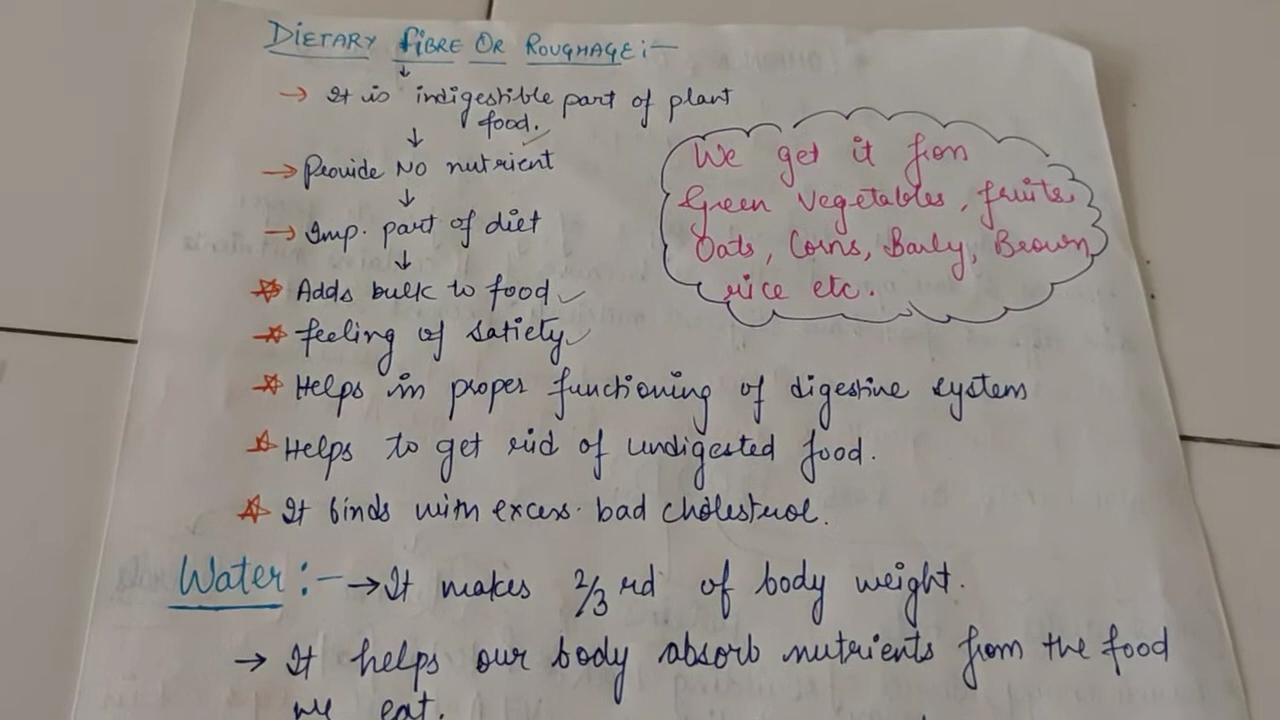 DIETARY FIBRE OR ROUGHAGE :-
→ It is indigestible part of plant
food.
→ Provide NO nutrient
→ Imp. part of diet
Adds bulk to food
feeling of satiety
Helps in proper functioning of digestive system
Helps to get rid of undigested food.
It binds with excess. bad cholesterol.
We get it from
Green Vegetables, fruits,
Oats, Corns, Barly, Brown
rice etc.
Water :- → It makes 2/3 rd of body weight.
→ It helps our body absorb nutrients from the food
we eat.